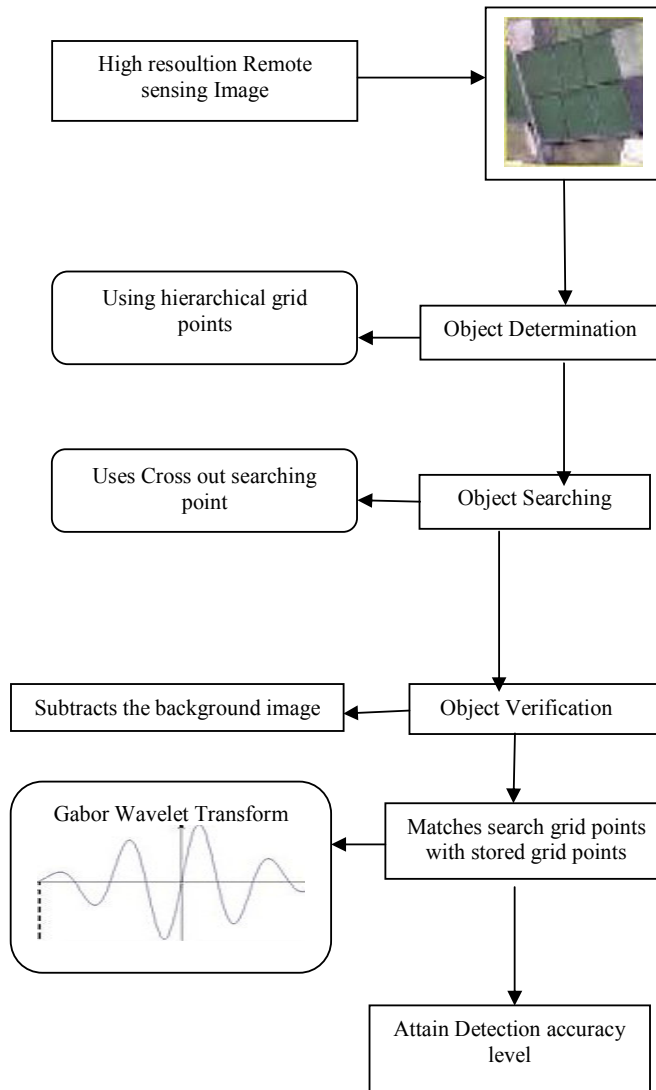 High resoultion Remote
sensing Image
Using hierarchical grid
points
Object Determination
Uses Cross out searching
point
Object Searching
Subtracts the background image
Object Verification
Gabor Wavelet Transform
Matches search grid points
with stored grid points
Attain Detection accuracy
level